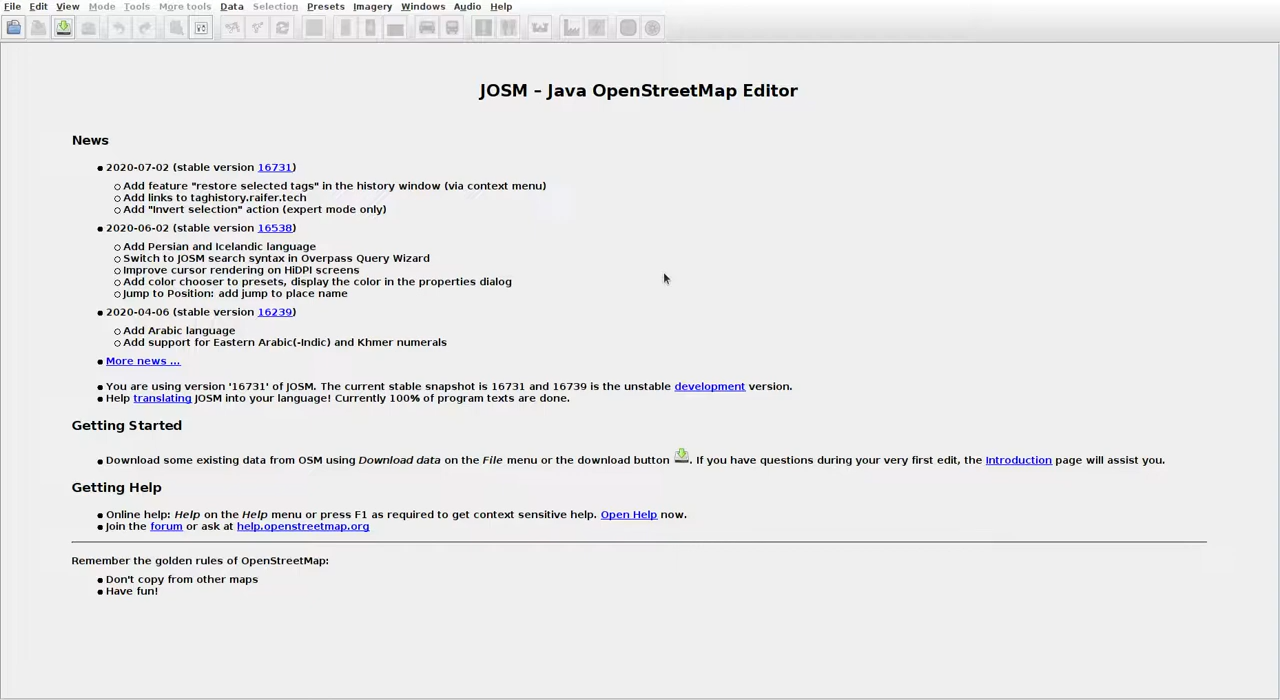 File Edit View Mode Tools More tools Data Selection Presets Imagery Windows Audio Help
JOSM – Java OpenStreetMap Editor
News
2020-07-02 (stable version 16731)
Add feature "restore selected tags" in the history window (via context menu)
Add links to taghistory.raifer.tech
Add "Invert selection" action (expert mode only)
2020-06-02 (stable version 16538)
Add Persian and Icelandic language
Switch to JOSM search syntax in Overpass Query Wizard
Improve cursor rendering on HiDPI screens
Add color chooser to presets, display the color in the properties dialog
Jump to Position: add jump to place name
2020-04-06 (stable version 16239)
Add Arabic language
Add support for Eastern Arabic(-Indic) and Khmer numerals
More news ...
You are using version '16731' of JOSM. The current stable snapshot is 16731 and 16739 is the unstable development version.
Help translating JOSM into your language! Currently 100% of program texts are done.
Getting Started
Download some existing data from OSM using Download data on the File menu or the download button . If you have questions during your very first edit, the Introduction page will assist you.
Getting Help
Online help: Help on the Help menu or press F1 as required to get context sensitive help. Open Help now.
Join the forum or ask at help.openstreetmap.org
Remember the golden rules of OpenStreetMap:
Don't copy from other maps
Have fun!